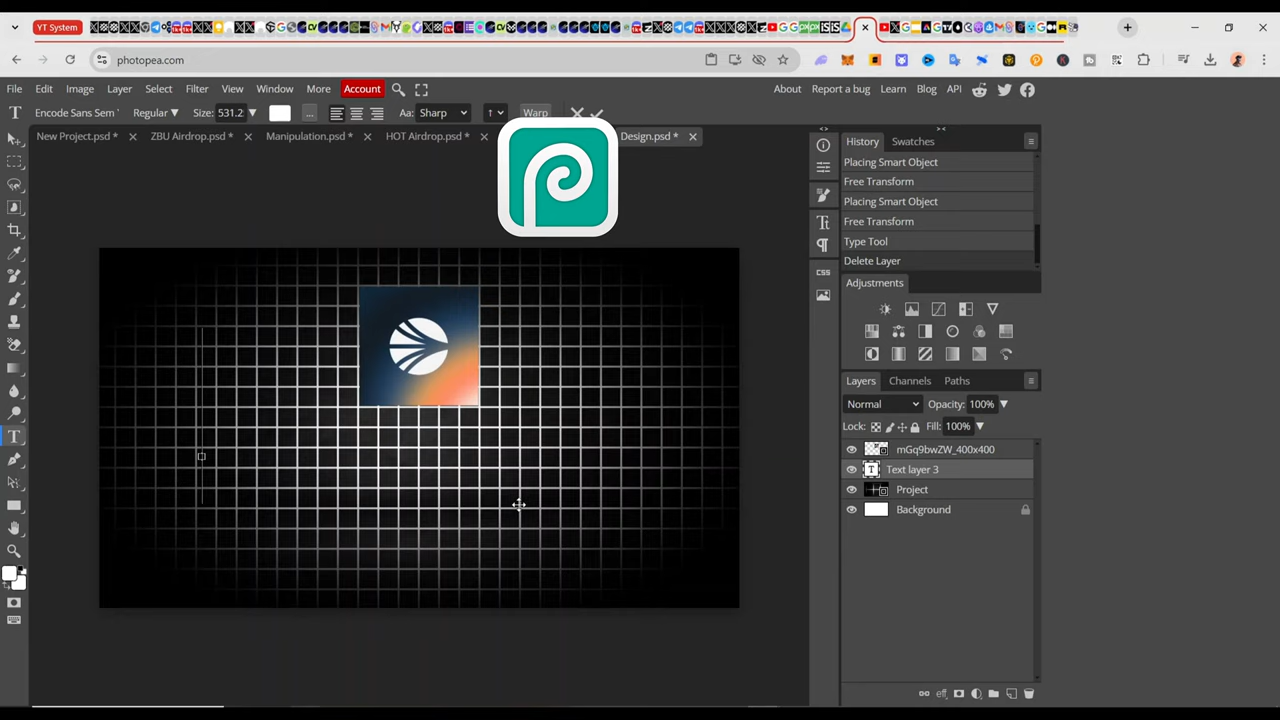 YT System
photopea.com
File Edit Image Layer Select Filter View Window More Account About Report a bug Learn Blog API
Encode Sans Sem Regular Size: 531.2 ... Aa: Sharp Warp
New Project.psd * ZBU Airdrop.psd * Manipulation.psd * HOT Airdrop.psd * Design.psd *
History Swatches
Placing Smart Object
Free Transform
Placing Smart Object
Free Transform
Type Tool
Delete Layer
Adjustments
Layers Channels Paths
Normal Opacity: 100%
Lock: Fill: 100%
mGq9bwZW_400x400
Text layer 3
Project
Background
CSS
eff